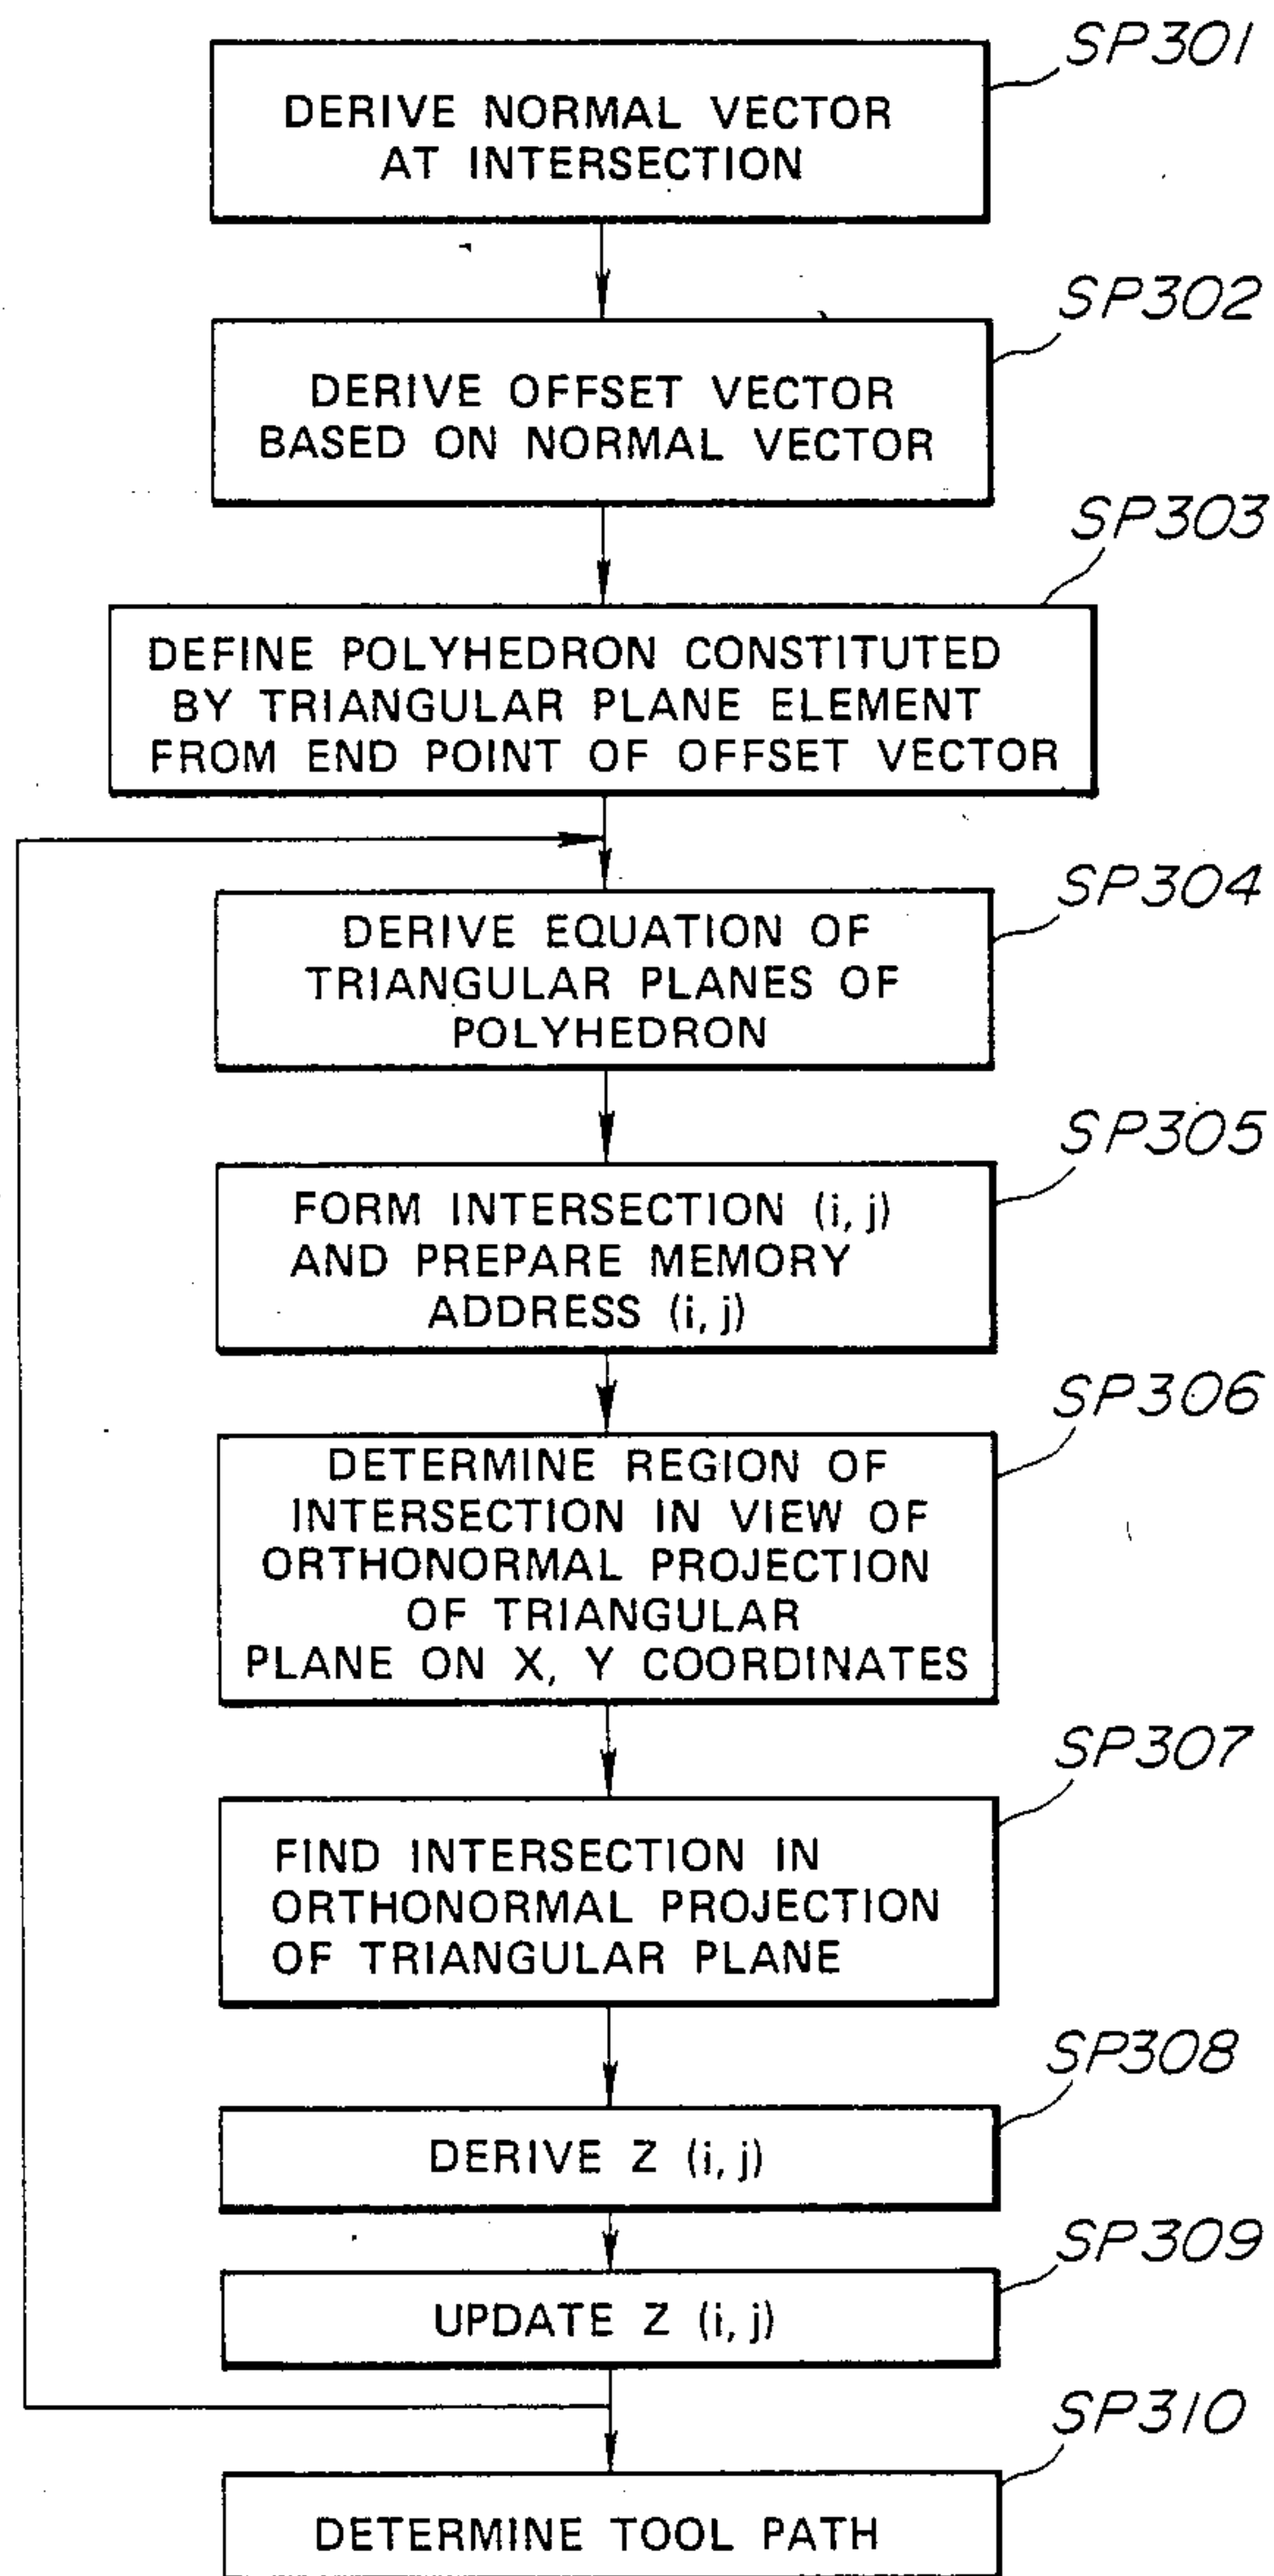 SP301
DERIVE NORMAL VECTOR
AT INTERSECTION
SP302
DERIVE OFFSET VECTOR
BASED ON NORMAL VECTOR
SP303
DEFINE POLYHEDRON CONSTITUTED
BY TRIANGULAR PLANE ELEMENT
FROM END POINT OF OFFSET VECTOR
SP304
DERIVE EQUATION OF
TRIANGULAR PLANES OF
POLYHEDRON
SP305
FORM INTERSECTION (i, j)
AND PREPARE MEMORY
ADDRESS (i, j)
SP306
DETERMINE REGION OF
INTERSECTION IN VIEW OF
ORTHONORMAL PROJECTION
OF TRIANGULAR
PLANE ON X, Y COORDINATES
SP307
FIND INTERSECTION IN
ORTHONORMAL PROJECTION
OF TRIANGULAR PLANE
SP308
DERIVE Z (i, j)
SP309
UPDATE Z (i, j)
SP310
DETERMINE TOOL PATH